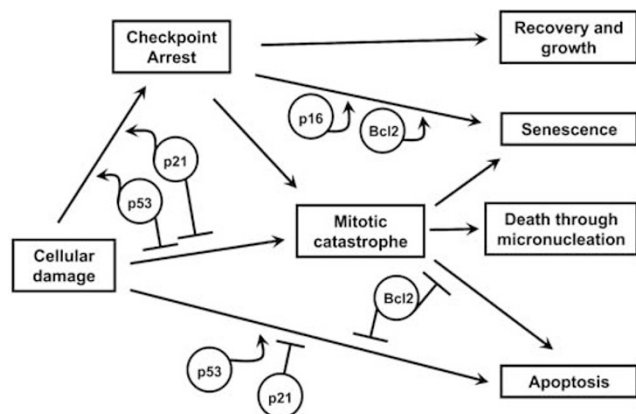 Checkpoint
Arrest
Recovery and
growth
p16
Bcl2
Senescence
p21
p53
Mitotic
catastrophe
Death through
micronucleation
Cellular
damage
Bcl2
p53
p21
Apoptosis